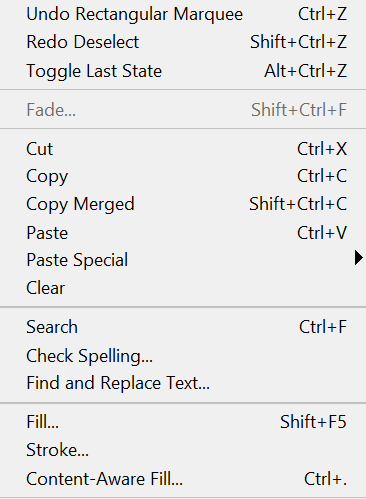 Undo Rectangular Marquee Ctrl+Z
Redo Deselect Shift+Ctrl+Z
Toggle Last State Alt+Ctrl+Z
Fade... Shift+Ctrl+F
Cut Ctrl+X
Copy Ctrl+C
Copy Merged Shift+Ctrl+C
Paste Ctrl+V
Paste Special
Clear
Search Ctrl+F
Check Spelling...
Find and Replace Text...
Fill... Shift+F5
Stroke...
Content-Aware Fill... Ctrl+.